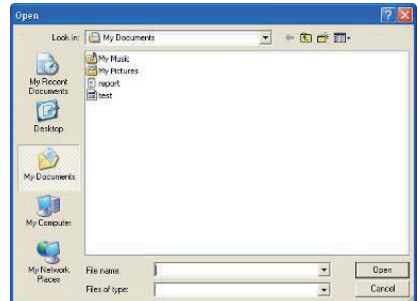 Open
Look in: My Documents
My Recent
Documents
Desktop
My Documents
My Computer
My Network
Places
My Music
My Pictures
report
test
File name:
Open
Files of type:
Cancel